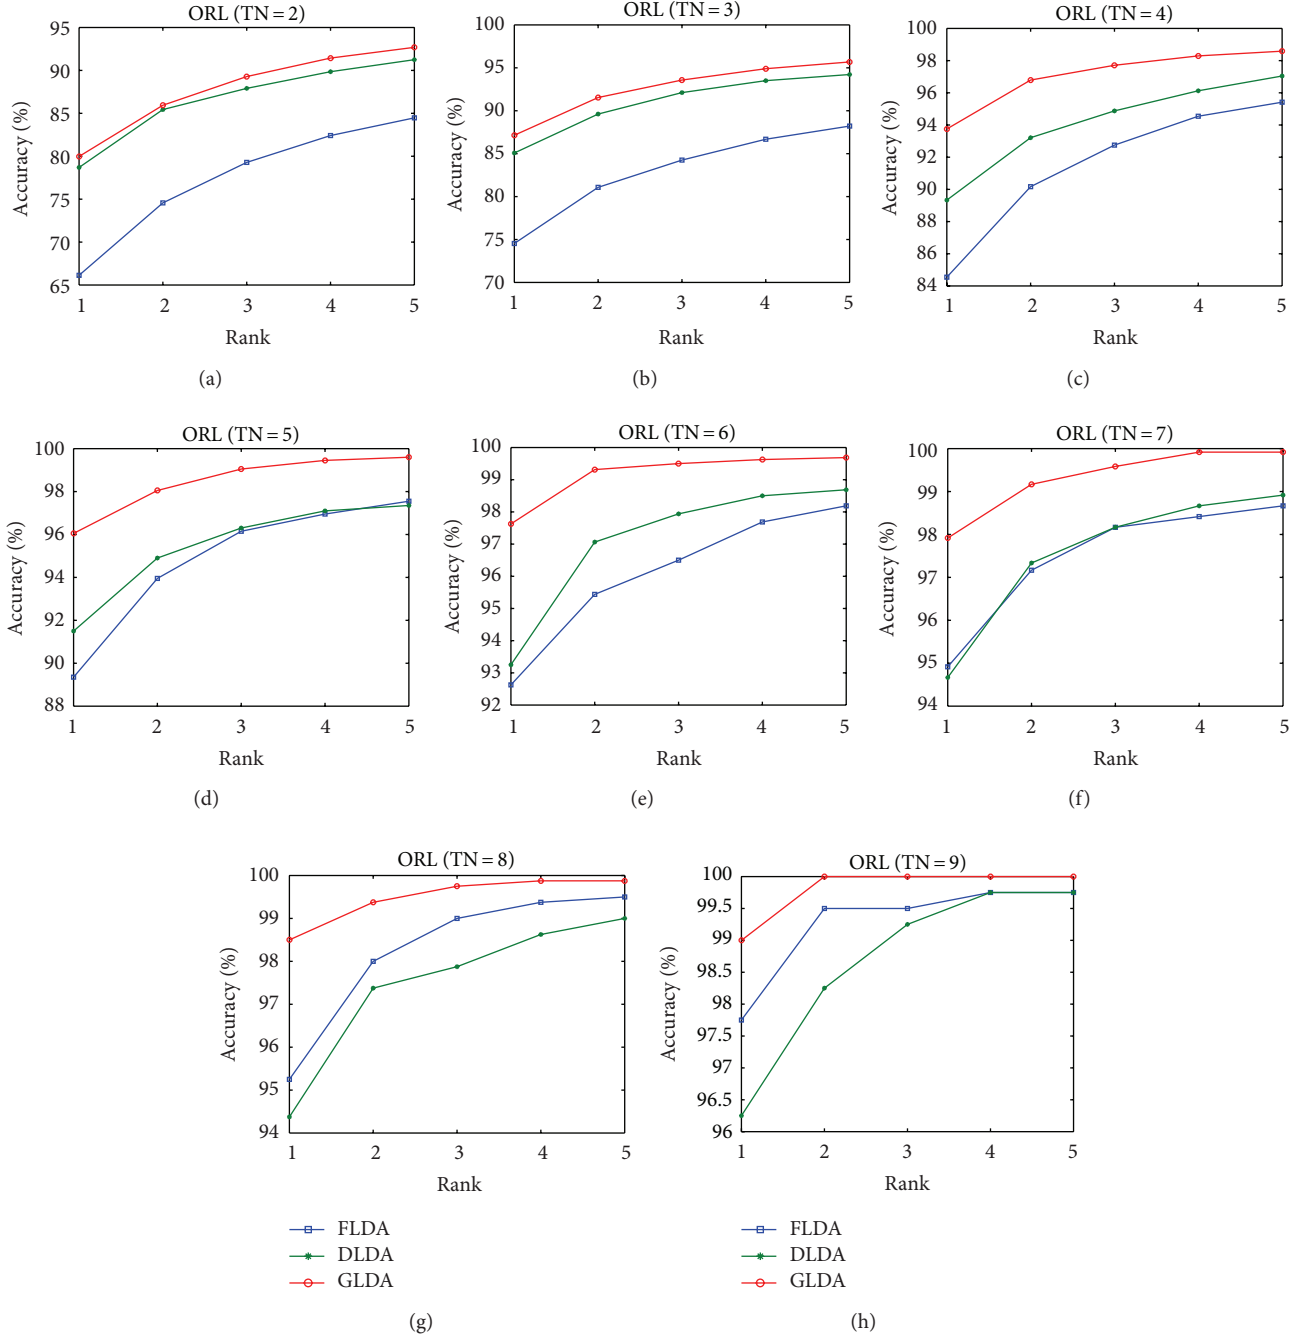 ORL (TN = 2)
95
90
85
80
75
70
65
Accuracy (%)
1 2 3 4 5
Rank
(a)
ORL (TN = 3)
100
95
90
85
80
75
70
Accuracy (%)
1 2 3 4 5
Rank
(b)
ORL (TN = 4)
100
98
96
94
92
90
88
86
84
Accuracy (%)
1 2 3 4 5
Rank
(c)
ORL (TN = 5)
100
98
96
94
92
90
88
Accuracy (%)
1 2 3 4 5
Rank
(d)
ORL (TN = 6)
100
99
98
97
96
95
94
93
92
Accuracy (%)
1 2 3 4 5
Rank
(e)
ORL (TN = 7)
100
99
98
97
96
95
94
Accuracy (%)
1 2 3 4 5
Rank
(f)
ORL (TN = 8)
100
99
98
97
96
95
94
Accuracy (%)
1 2 3 4 5
Rank
FLDA
DLDA
GLDA
(g)
ORL (TN = 9)
100
99.5
99
98.5
98
97.5
97
96.5
96
Accuracy (%)
1 2 3 4 5
Rank
FLDA
DLDA
GLDA
(h)